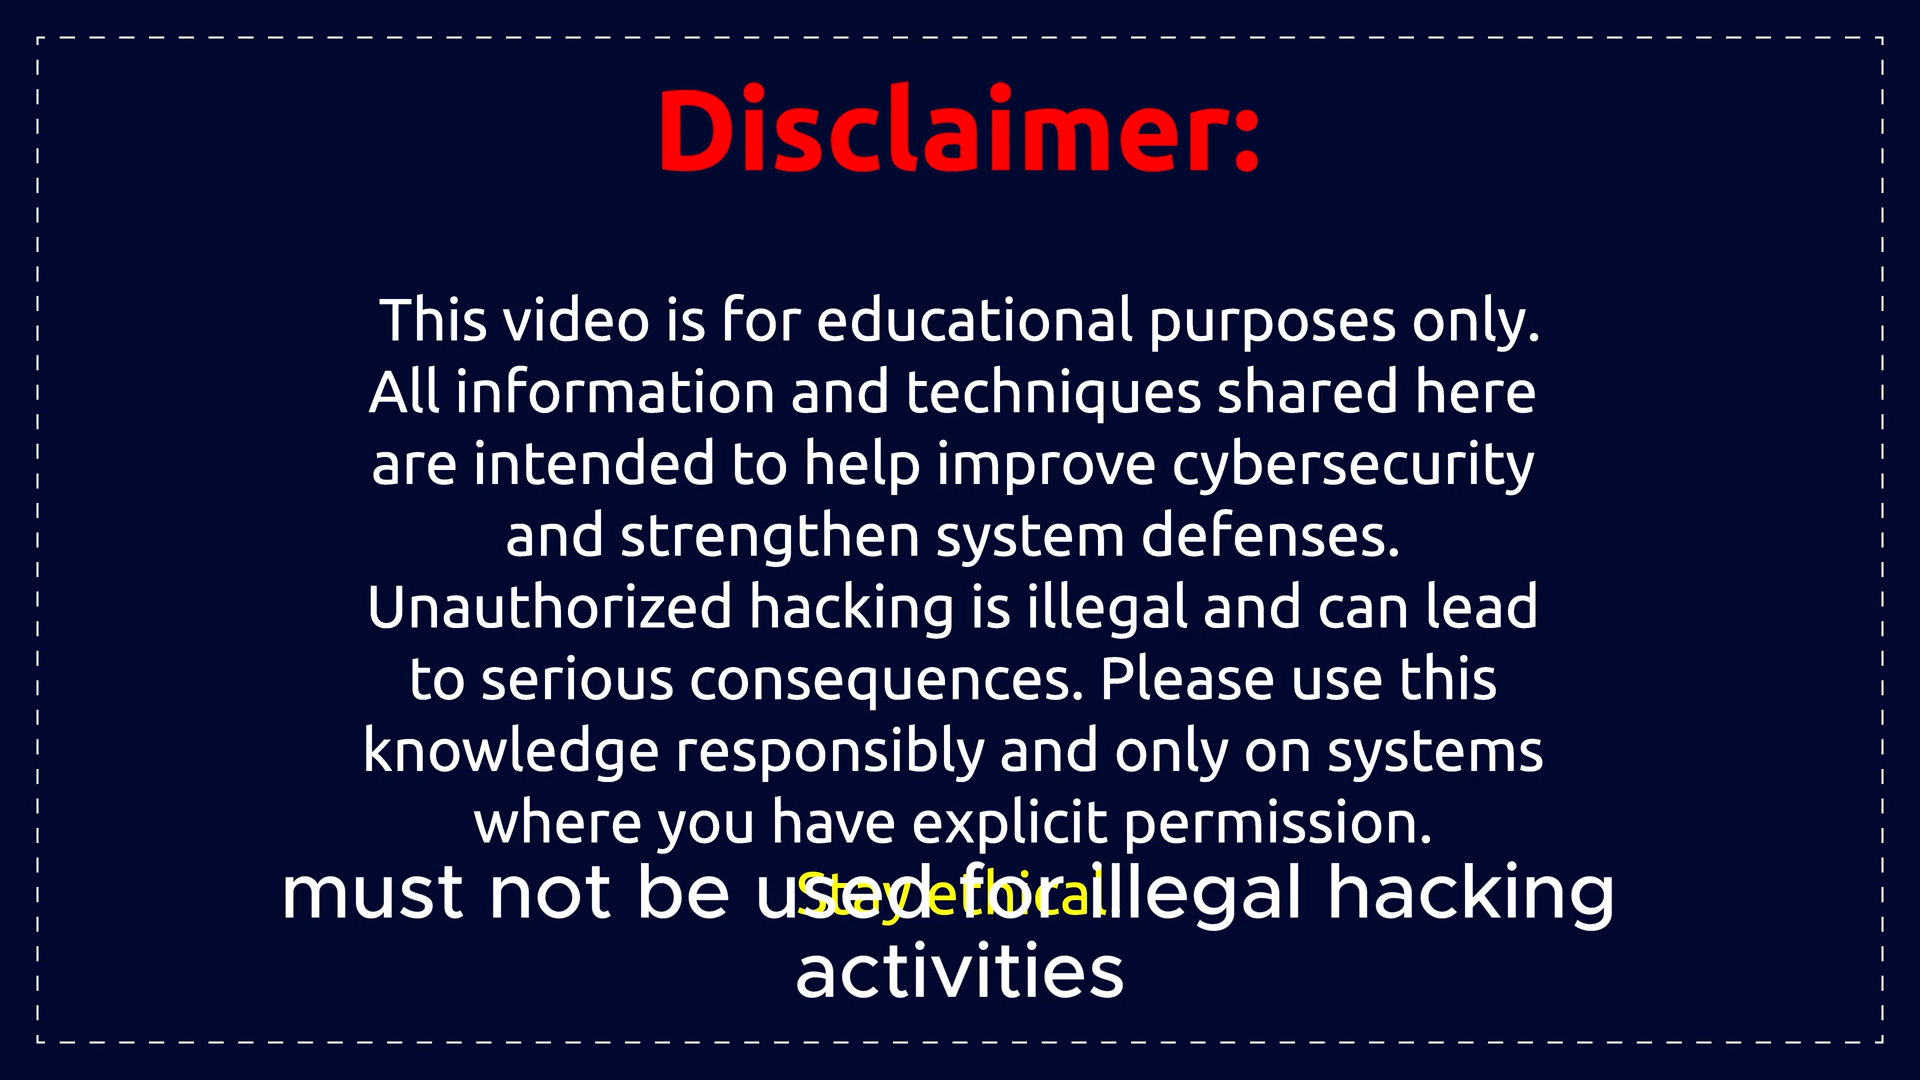 Disclaimer:
This video is for educational purposes only.
All information and techniques shared here
are intended to help improve cybersecurity
and strengthen system defenses.
Unauthorized hacking is illegal and can lead
to serious consequences. Please use this
knowledge responsibly and only on systems
where you have explicit permission.
Stay ethical
must not be used for illegal hacking
activities